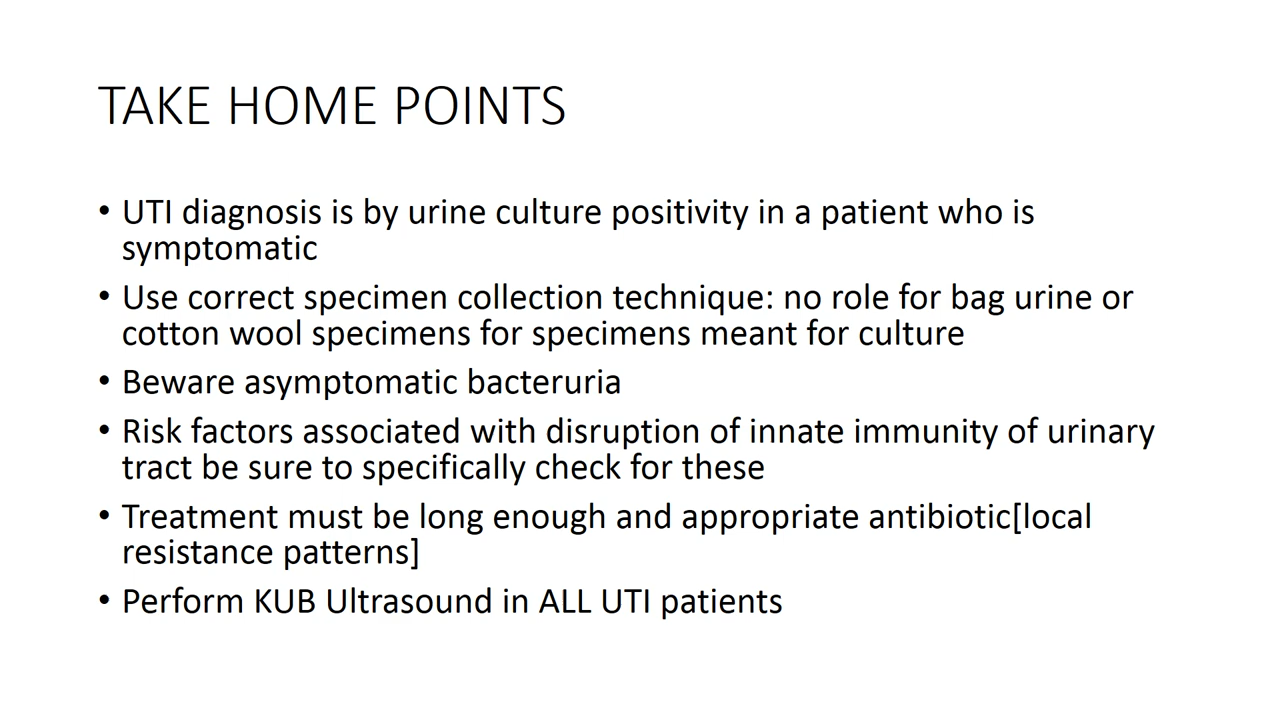 TAKE HOME POINTS
• UTI diagnosis is by urine culture positivity in a patient who is
symptomatic
• Use correct specimen collection technique: no role for bag urine or
cotton wool specimens for specimens meant for culture
• Beware asymptomatic bacteruria
• Risk factors associated with disruption of innate immunity of urinary
tract be sure to specifically check for these
• Treatment must be long enough and appropriate antibiotic[local
resistance patterns]
• Perform KUB Ultrasound in ALL UTI patients